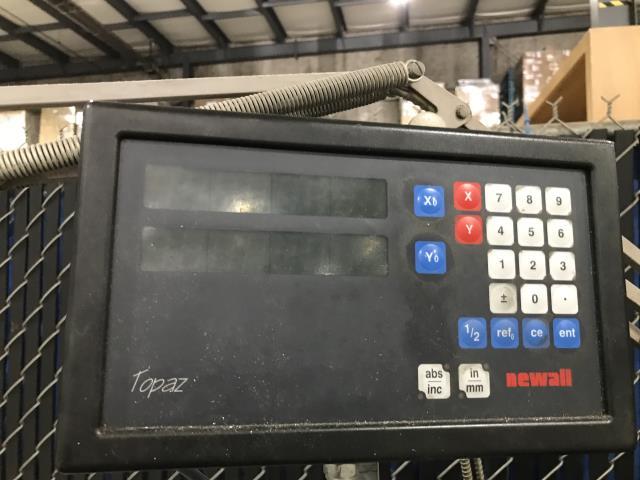 X0 X 7 8 9
Y 4 5 6
Y0 1 2 3
± 0 .
1/2 ref0 ce ent
abs
inc
in
mm
newall
Topaz